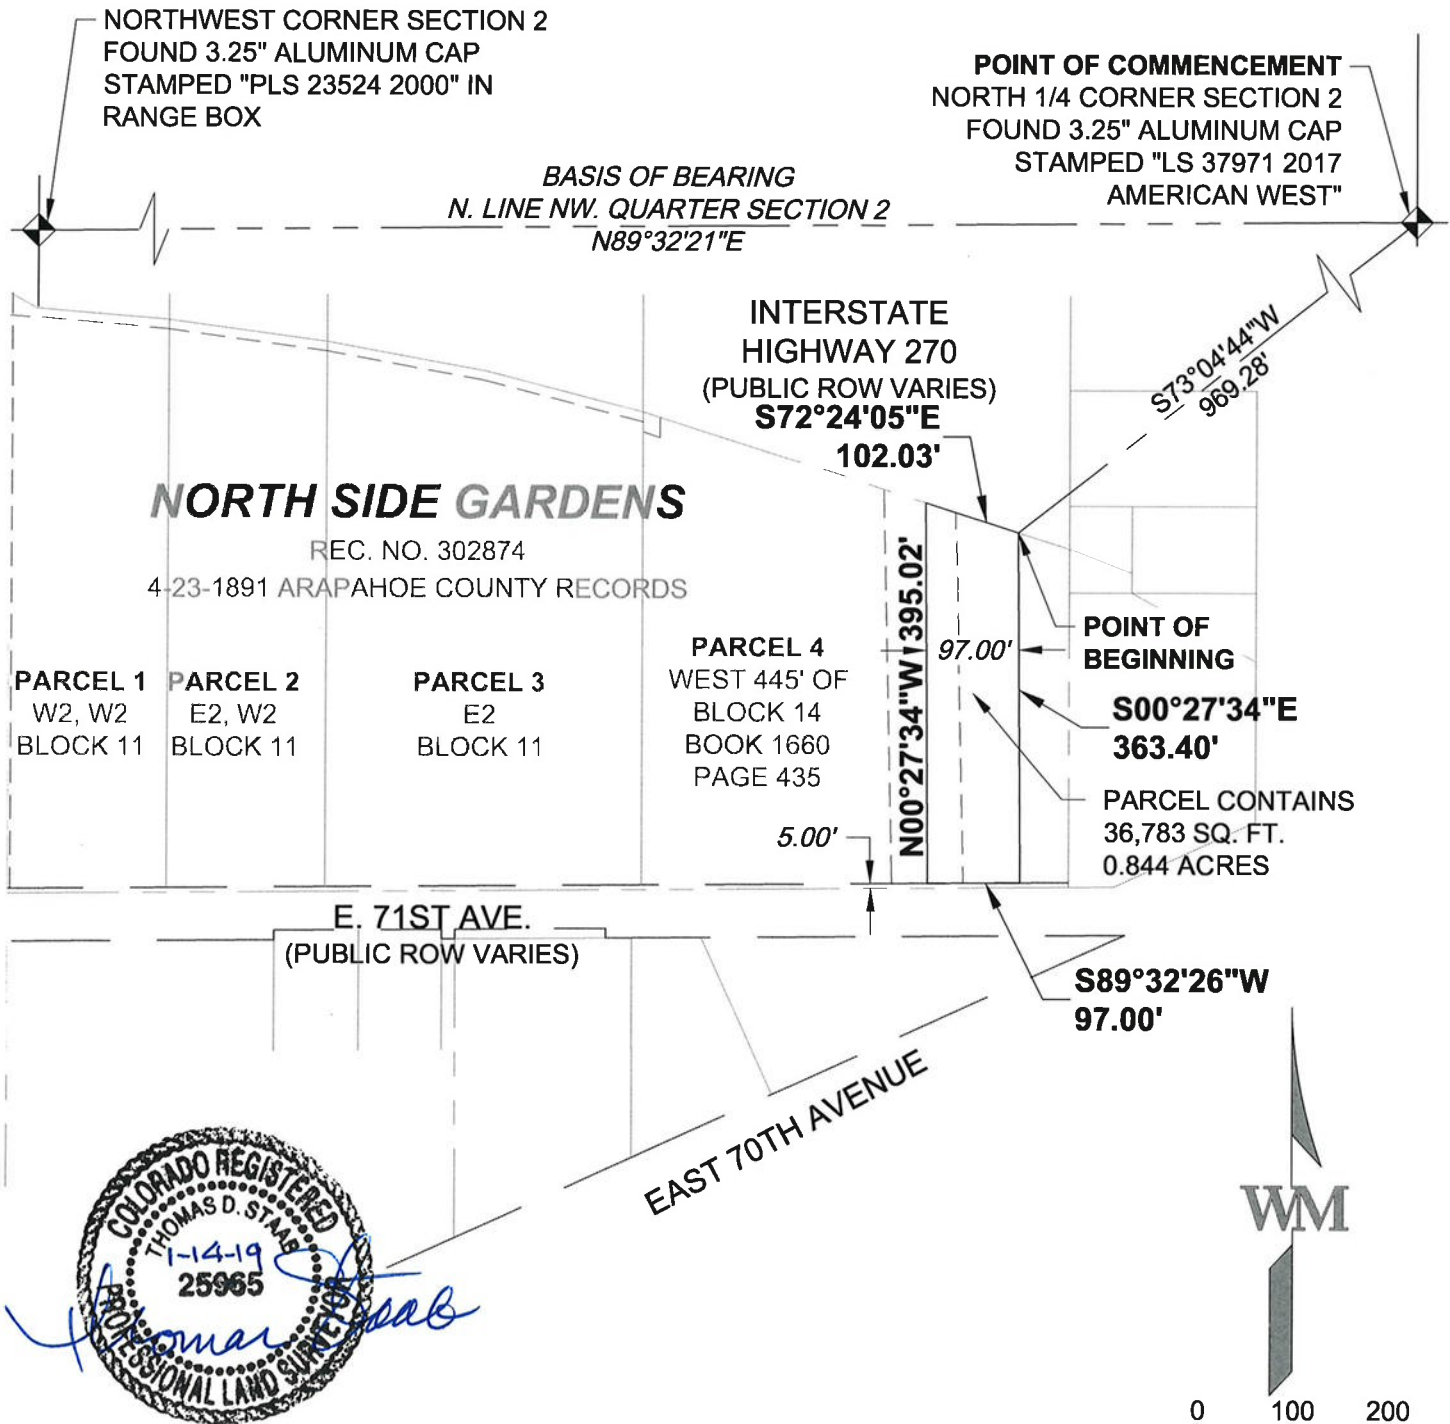 NORTHWEST CORNER SECTION 2
FOUND 3.25" ALUMINUM CAP
STAMPED "PLS 23524 2000" IN
RANGE BOX
POINT OF COMMENCEMENT
NORTH 1/4 CORNER SECTION 2
FOUND 3.25" ALUMINUM CAP
STAMPED "LS 37971 2017
AMERICAN WEST"
BASIS OF BEARING
N. LINE NW. QUARTER SECTION 2
N89°32'21"E
INTERSTATE
HIGHWAY 270
(PUBLIC ROW VARIES)
S72°24'05"E
102.03'
S73°04'44"W
969.28'
NORTH SIDE GARDENS
REC. NO. 302874
4-23-1891 ARAPAHOE COUNTY RECORDS
PARCEL 1
W2, W2
BLOCK 11
PARCEL 2
E2, W2
BLOCK 11
PARCEL 3
E2
BLOCK 11
PARCEL 4
WEST 445' OF
BLOCK 14
BOOK 1660
PAGE 435
N00°27'34"W 395.02'
97.00'
POINT OF
BEGINNING
S00°27'34"E
363.40'
PARCEL CONTAINS
36,783 SQ. FT.
0.844 ACRES
5.00'
E. 71ST AVE.
(PUBLIC ROW VARIES)
S89°32'26"W
97.00'
EAST 70TH AVENUE
COLORADO REGISTERED
THOMAS D. STAAB
1-14-19
25965
PROFESSIONAL LAND SURVEYOR
Thomas Staab
WM
0 100 200